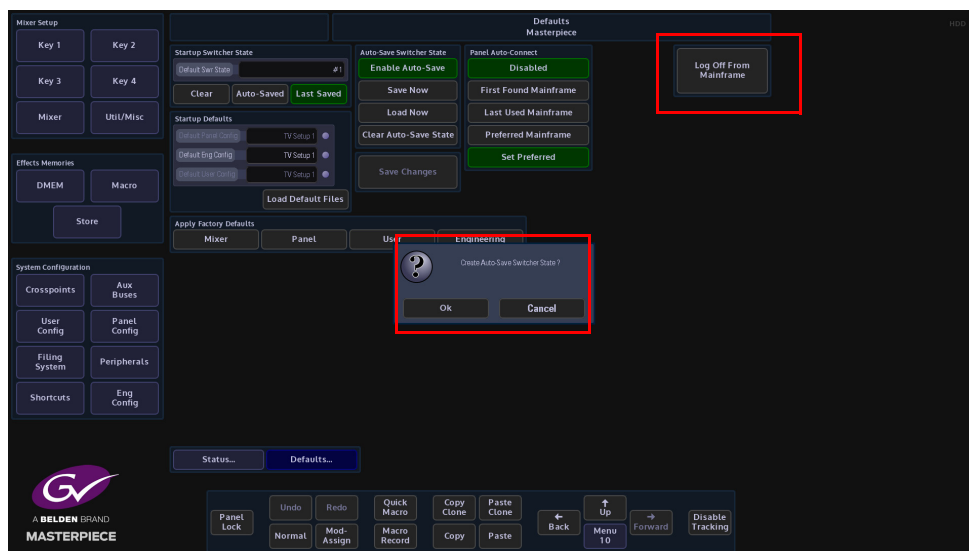 Mixer Setup
Key 1
Key 2
Key 3
Key 4
Mixer
Util/Misc
Effects Memories
DMEM
Macro
Store
System Configuration
Crosspoints
Aux
Buses
User
Config
Panel
Config
Filing
System
Peripherals
Shortcuts
Eng
Config
GV
A BELDEN BRAND
MASTERPIECE
Defaults
Masterpiece
HDD
Startup Switcher State
Default Swr State
#1
Clear
Auto-Saved
Last Saved
Startup Defaults
Default Panel Config
TV Setup 1
Default Eng Config
TV Setup 1
Default User Config
TV Setup 1
Load Default Files
Auto-Save Switcher State
Enable Auto-Save
Save Now
Load Now
Clear Auto-Save State
Save Changes
Panel Auto-Connect
Disabled
First Found Mainframe
Last Used Mainframe
Preferred Mainframe
Set Preferred
Log Off From
Mainframe
Apply Factory Defaults
Mixer
Panel
User
Engineering
Create Auto-Save Switcher State ?
Ok
Cancel
Status...
Defaults...
Panel
Lock
Undo
Redo
Normal
Mod-
Assign
Quick
Macro
Macro
Record
Copy
Clone
Paste
Clone
Copy
Paste
←
Back
↑
Up
Menu
10
→
Forward
Disable
Tracking